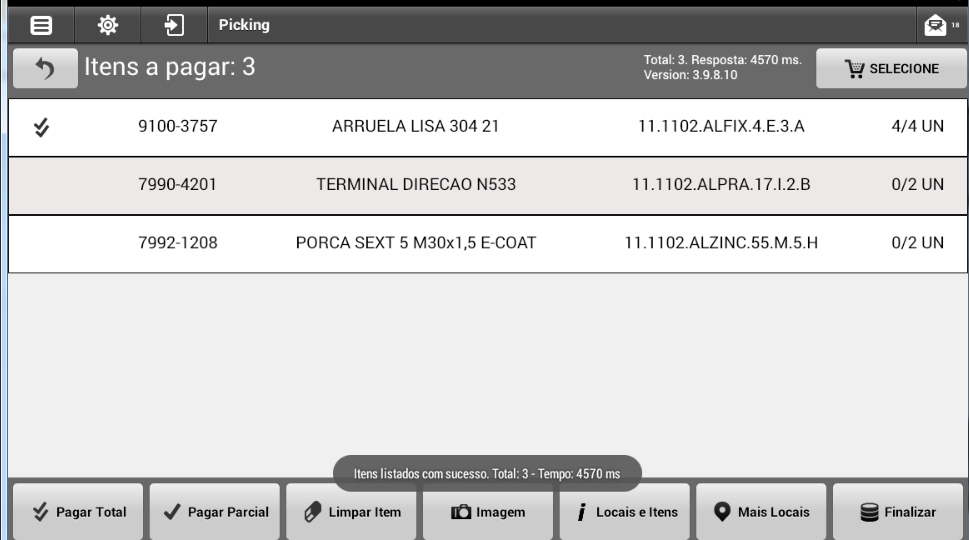 Picking
18
Itens a pagar: 3
Total: 3. Resposta: 4570 ms.
Version: 3.9.8.10
SELECIONE
9100-3757 ARRUELA LISA 304 21 11.1102.ALFIX.4.E.3.A 4/4 UN
7990-4201 TERMINAL DIRECAO N533 11.1102.ALPRA.17.I.2.B 0/2 UN
7992-1208 PORCA SEXT 5 M30x1,5 E-COAT 11.1102.ALZINC.55.M.5.H 0/2 UN
Itens listados com sucesso. Total: 3 - Tempo: 4570 ms
Pagar Total Pagar Parcial Limpar Item Imagem Locais e Itens Mais Locais Finalizar